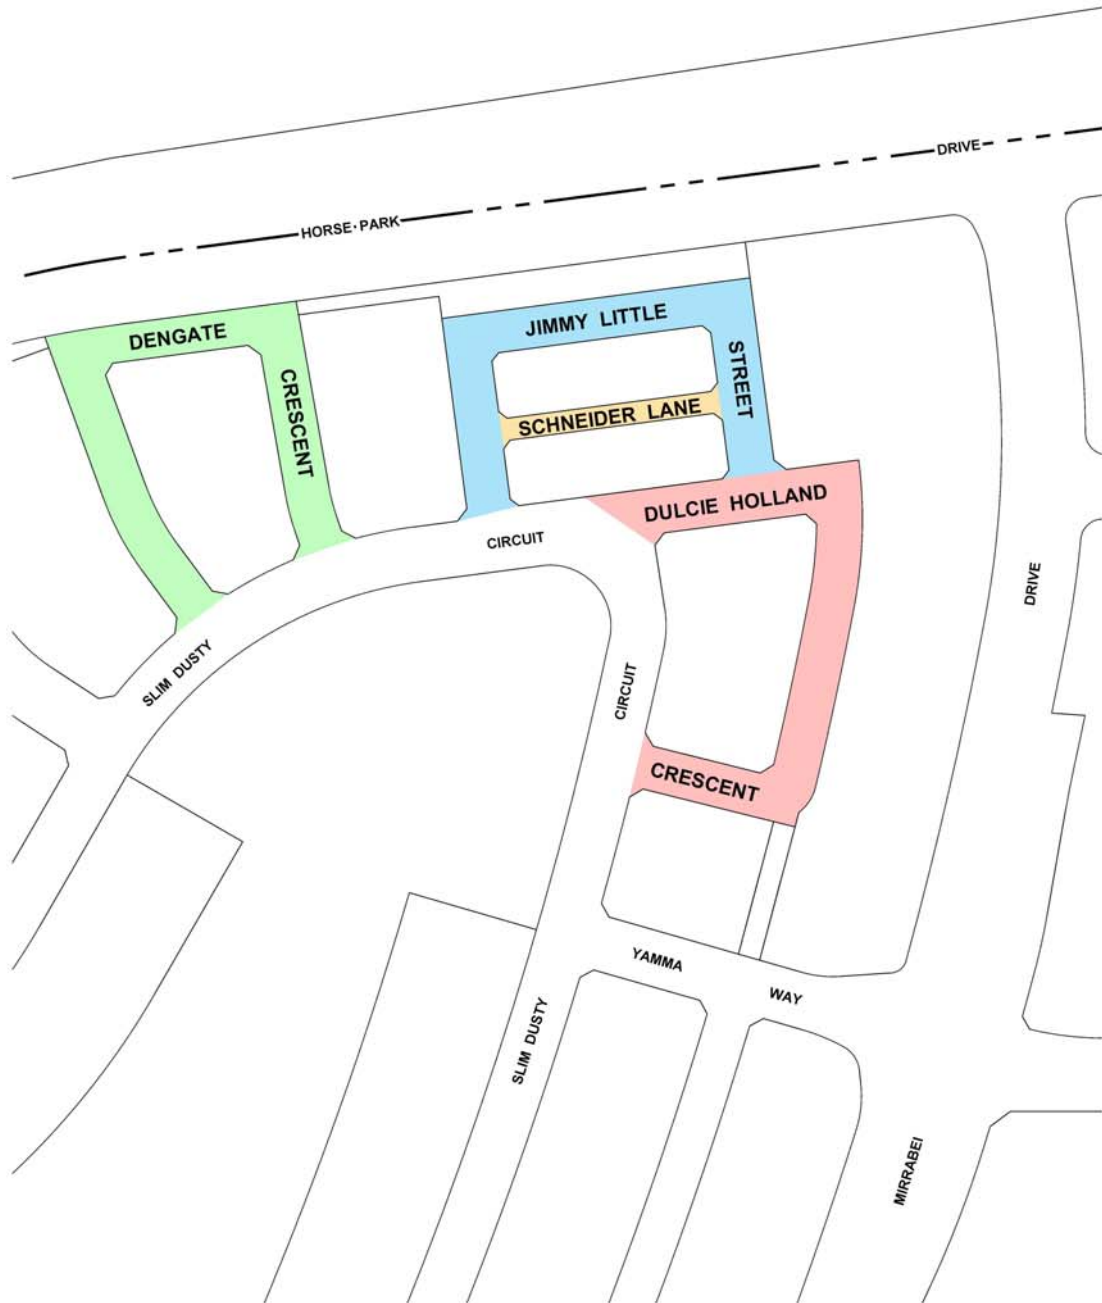 DRIVE
HORSE·PARK
DENGATE
CRESCENT
JIMMY LITTLE
STREET
SCHNEIDER LANE
DULCIE HOLLAND
CIRCUIT
DRIVE
SLIM DUSTY
CIRCUIT
CRESCENT
YAMMA
WAY
SLIM DUSTY
MIRRABEI